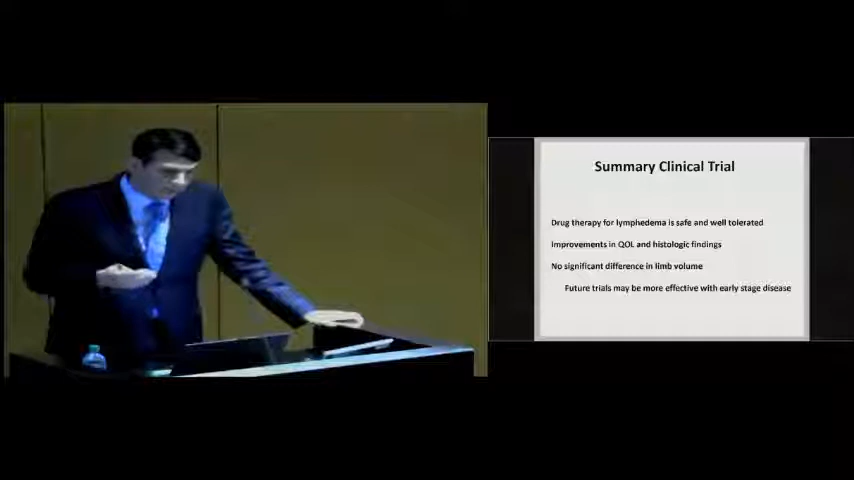 Summary Clinical Trial
Drug therapy for lymphedema is safe and well tolerated
Improvements in QOL and histologic findings
No significant difference in limb volume
Future trials may be more effective with early stage disease